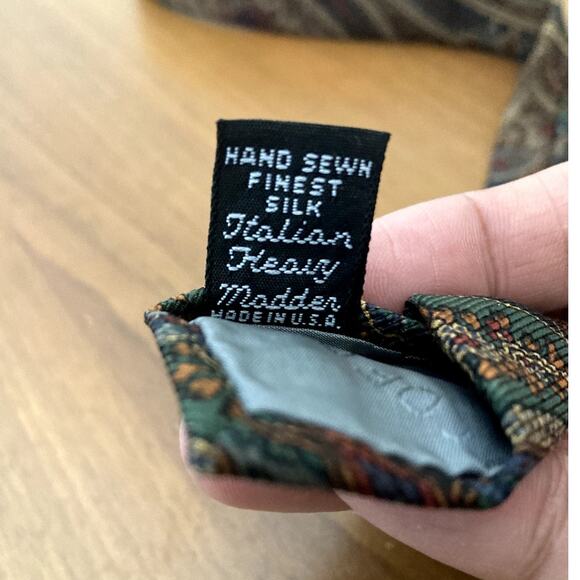 HAND SEWN
FINEST
SILK
Italian
Heavy
Madder
MADE IN U.S.A.